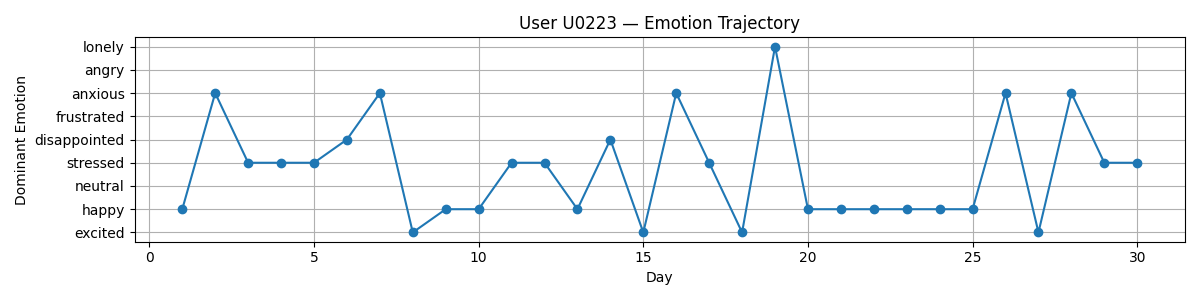 User U0223 — Emotion Trajectory
Dominant Emotion
lonely
angry
anxious
frustrated
disappointed
stressed
neutral
happy
excited
0 5 10 15 20 25 30
Day